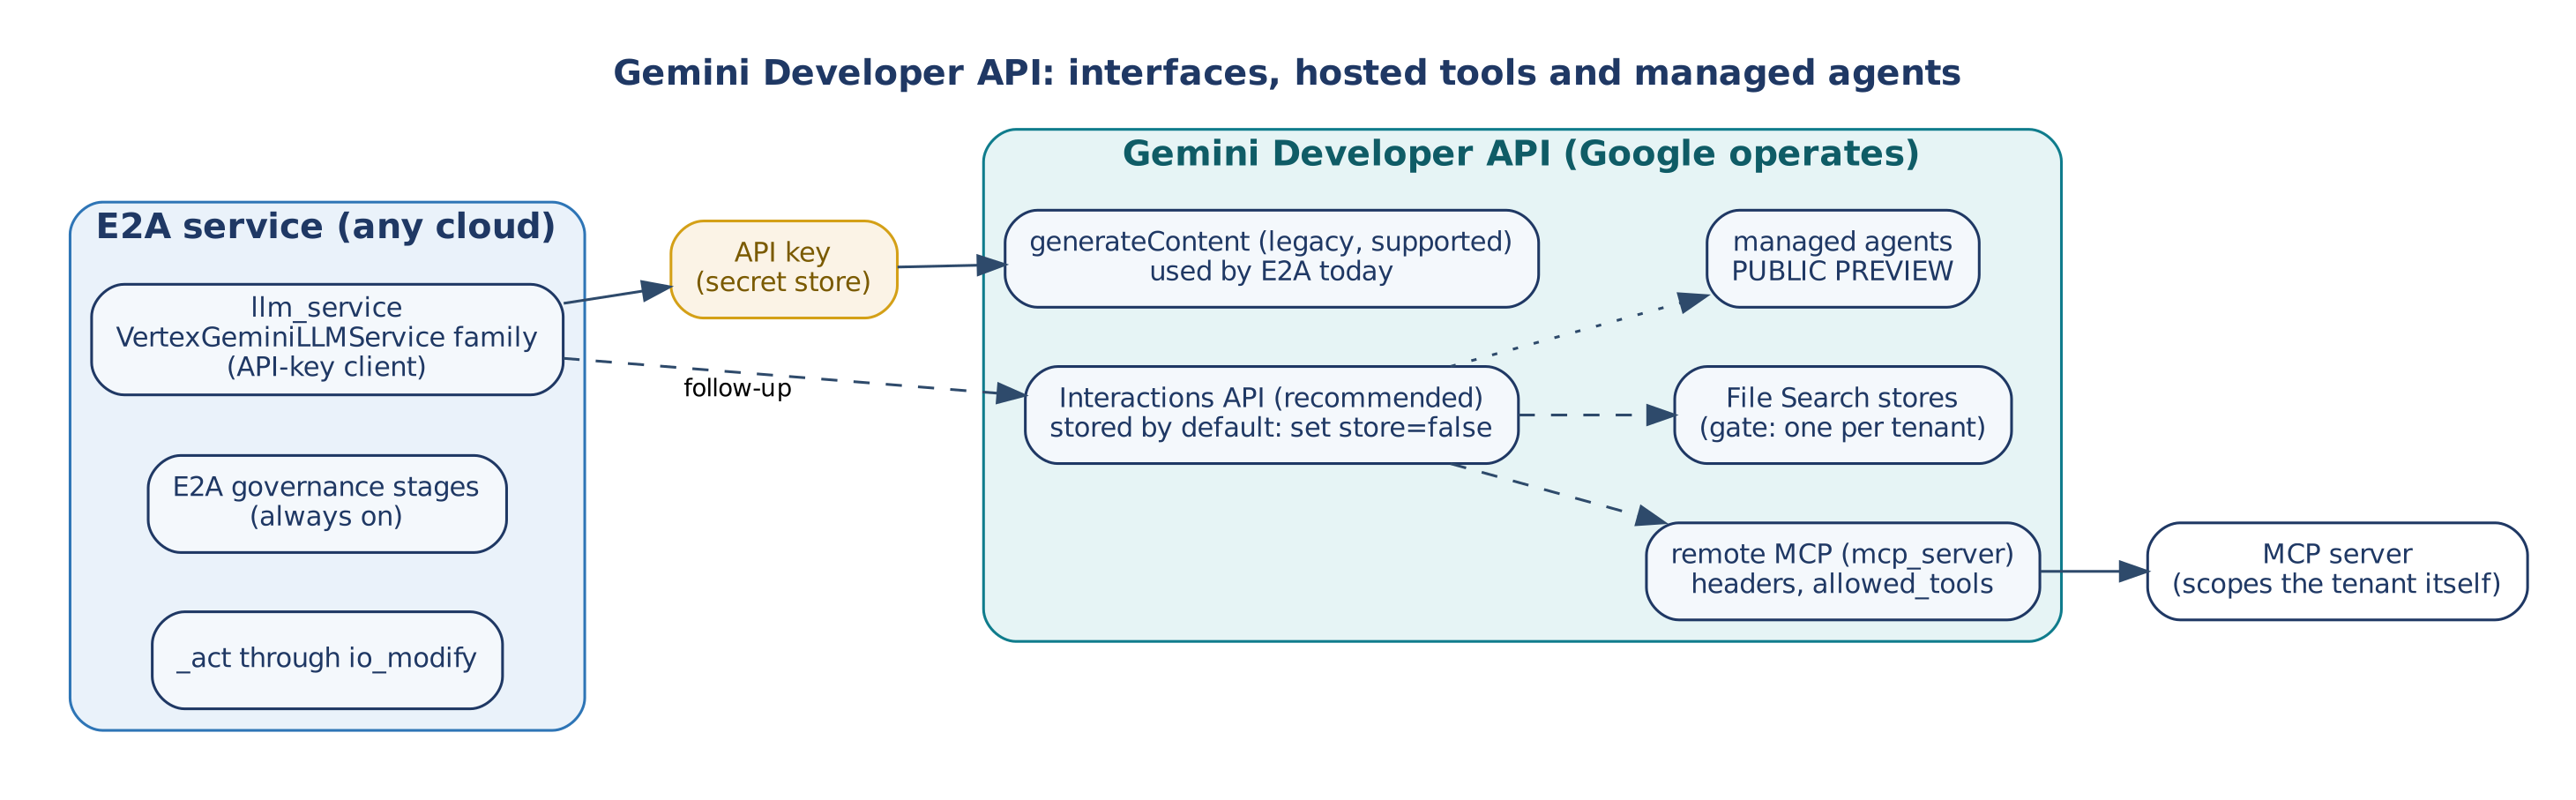 Gemini Developer API: interfaces, hosted tools and managed agents
E2A service (any cloud)
llm_service
VertexGeminiLLMService family
(API-key client)
E2A governance stages
(always on)
_act through io_modify
API key
(secret store)
follow-up
Gemini Developer API (Google operates)
generateContent (legacy, supported)
used by E2A today
Interactions API (recommended)
stored by default: set store=false
managed agents
PUBLIC PREVIEW
File Search stores
(gate: one per tenant)
remote MCP (mcp_server)
headers, allowed_tools
MCP server
(scopes the tenant itself)